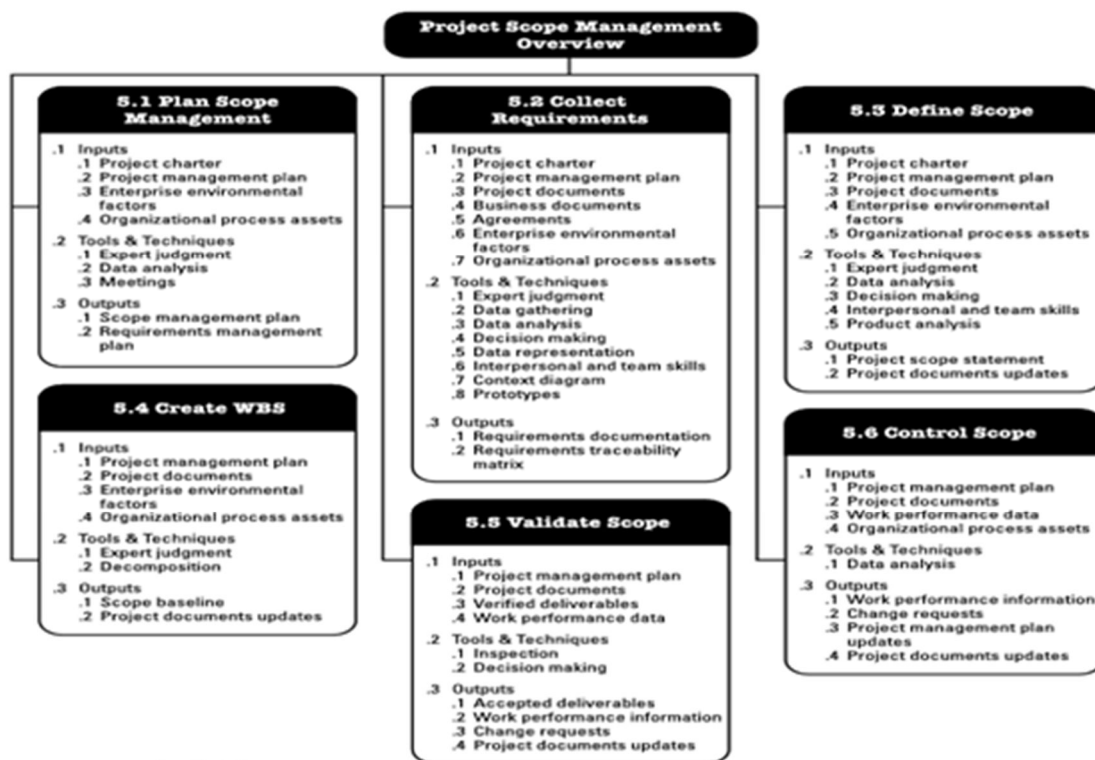 Project Scope Management
Overview
5.1 Plan Scope
Management
.1 Inputs
.1 Project charter
.2 Project management plan
.3 Enterprise environmental
factors
.4 Organizational process assets
.2 Tools & Techniques
.1 Expert judgment
.2 Data analysis
.3 Meetings
.3 Outputs
.1 Scope management plan
.2 Requirements management
plan
5.2 Collect
Requirements
.1 Inputs
.1 Project charter
.2 Project management plan
.3 Project documents
.4 Business documents
.5 Agreements
.6 Enterprise environmental
factors
.7 Organizational process assets
.2 Tools & Techniques
.1 Expert judgment
.2 Data gathering
.3 Data analysis
.4 Decision making
.5 Data representation
.6 Interpersonal and team skills
.7 Context diagram
.8 Prototypes
.3 Outputs
.1 Requirements documentation
.2 Requirements traceability
matrix
5.3 Define Scope
.1 Inputs
.1 Project charter
.2 Project management plan
.3 Project documents
.4 Enterprise environmental
factors
.5 Organizational process assets
.2 Tools & Techniques
.1 Expert judgment
.2 Data analysis
.3 Decision making
.4 Interpersonal and team skills
.5 Product analysis
.3 Outputs
.1 Project scope statement
.2 Project documents updates
5.4 Create WBS
.1 Inputs
.1 Project management plan
.2 Project documents
.3 Enterprise environmental
factors
.4 Organizational process assets
.2 Tools & Techniques
.1 Expert judgment
.2 Decomposition
.3 Outputs
.1 Scope baseline
.2 Project documents updates
5.5 Validate Scope
.1 Inputs
.1 Project management plan
.2 Project documents
.3 Verified deliverables
.4 Work performance data
.2 Tools & Techniques
.1 Inspection
.2 Decision making
.3 Outputs
.1 Accepted deliverables
.2 Work performance information
.3 Change requests
.4 Project documents updates
5.6 Control Scope
.1 Inputs
.1 Project management plan
.2 Project documents
.3 Work performance data
.4 Organizational process assets
.2 Tools & Techniques
.1 Data analysis
.3 Outputs
.1 Work performance information
.2 Change requests
.3 Project management plan
updates
.4 Project documents updates